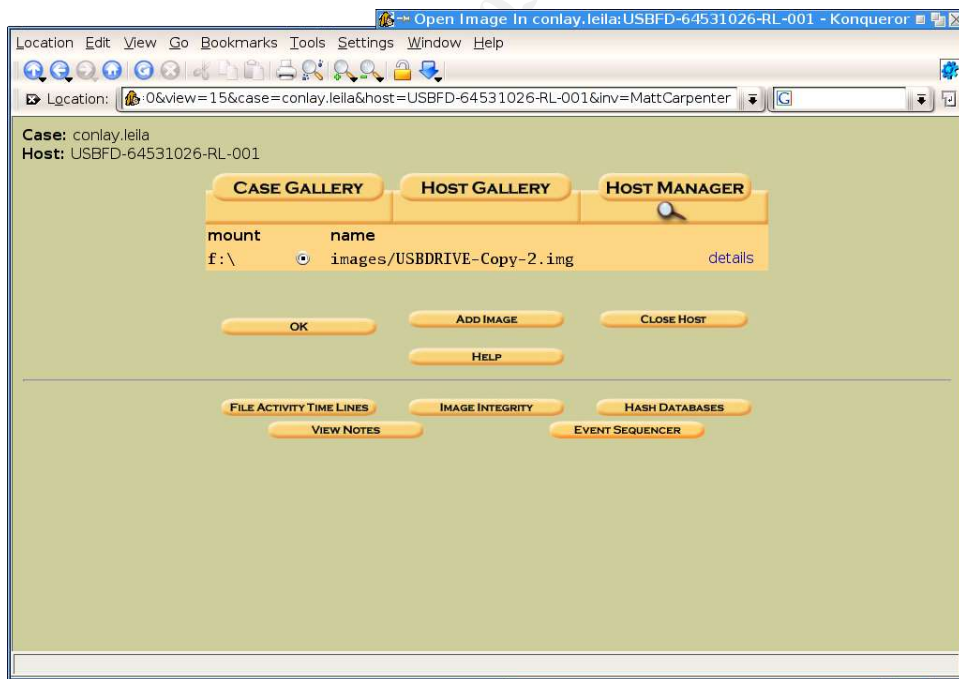 Open Image In conlay.leila:USBFD-64531026-RL-001 - Konqueror
Location Edit View Go Bookmarks Tools Settings Window Help
Location: :0&view=15&case=conlay.leila&host=USBFD-64531026-RL-001&inv=MattCarpenter
Case: conlay.leila
Host: USBFD-64531026-RL-001
CASE GALLERY HOST GALLERY HOST MANAGER
mount name
f:\ images/USBDRIVE-Copy-2.img details
OK ADD IMAGE CLOSE HOST
HELP
FILE ACTIVITY TIME LINES IMAGE INTEGRITY HASH DATABASES
VIEW NOTES EVENT SEQUENCER